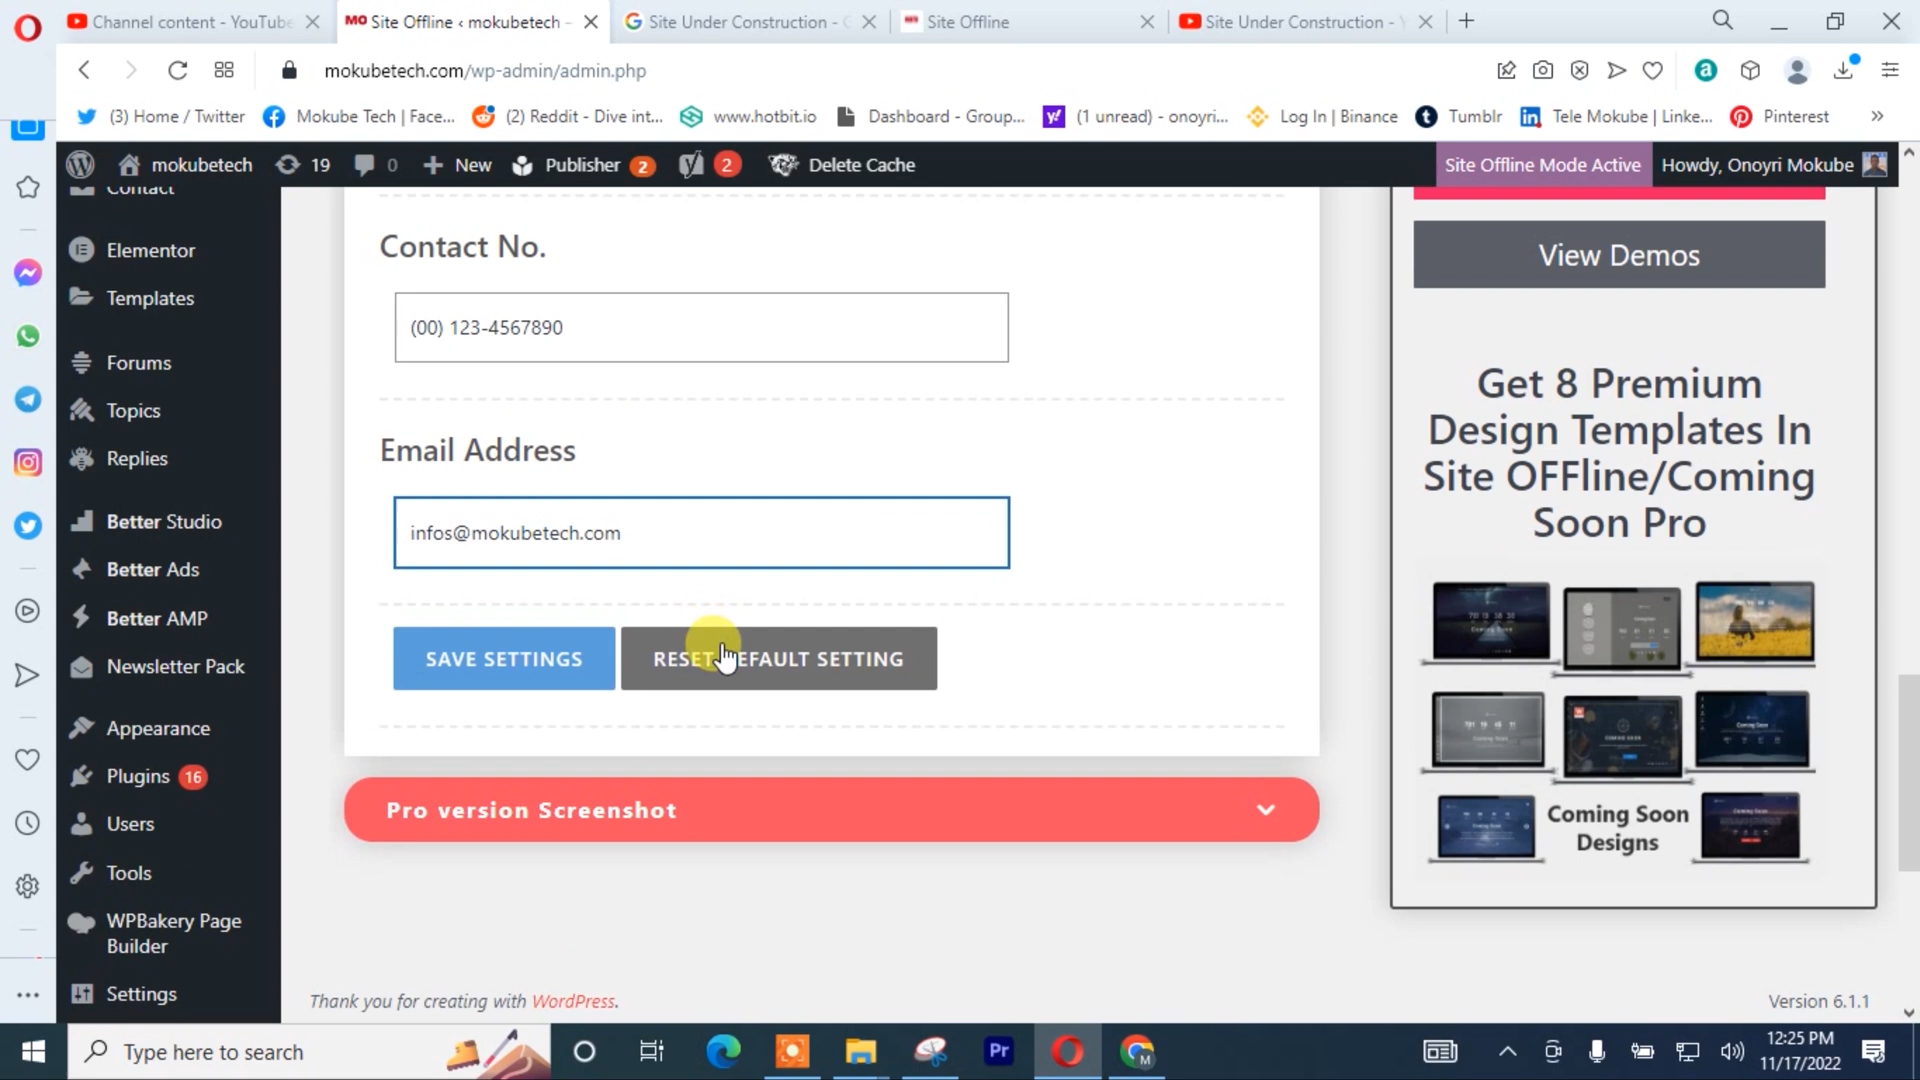 Channel content - YouTube
MO Site Offline ‹ mokubetech –
Site Under Construction - G
Site Offline
Site Under Construction - Y
mokubetech.com/wp-admin/admin.php
(3) Home / Twitter
Mokube Tech | Face...
(2) Reddit - Dive int...
www.hotbit.io
Dashboard - Group...
(1 unread) - onoyri...
Log In | Binance
Tumblr
Tele Mokube | Linke...
Pinterest
mokubetech
19
0
New
Publisher 2
2
Delete Cache
Site Offline Mode Active
Howdy, Onoyri Mokube
Contact
Elementor
Templates
Forums
Topics
Replies
Better Studio
Better Ads
Better AMP
Newsletter Pack
Appearance
Plugins 16
Users
Tools
WPBakery Page
Builder
Settings
Contact No.
(00) 123-4567890
Email Address
infos@mokubetech.com
SAVE SETTINGS
RESET DEFAULT SETTING
Pro version Screenshot
Thank you for creating with WordPress.
Version 6.1.1
View Demos
Get 8 Premium
Design Templates In
Site OFFline/Coming
Soon Pro
Coming Soon
Designs
Type here to search
Pr
12:25 PM
11/17/2022